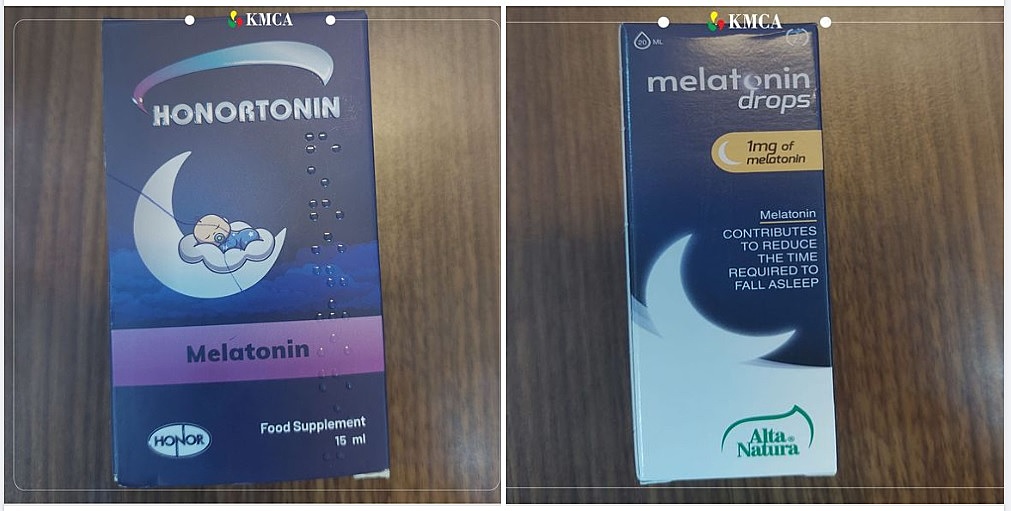 KMCA
HONORTONIN
Melatonin
HONOR
Food Supplement
15 ml
KMCA
20 ML
melatonin
drops
1mg of
melatonin
Melatonin
CONTRIBUTES
TO REDUCE
THE TIME
REQUIRED TO
FALL ASLEEP
Alta
Natura®